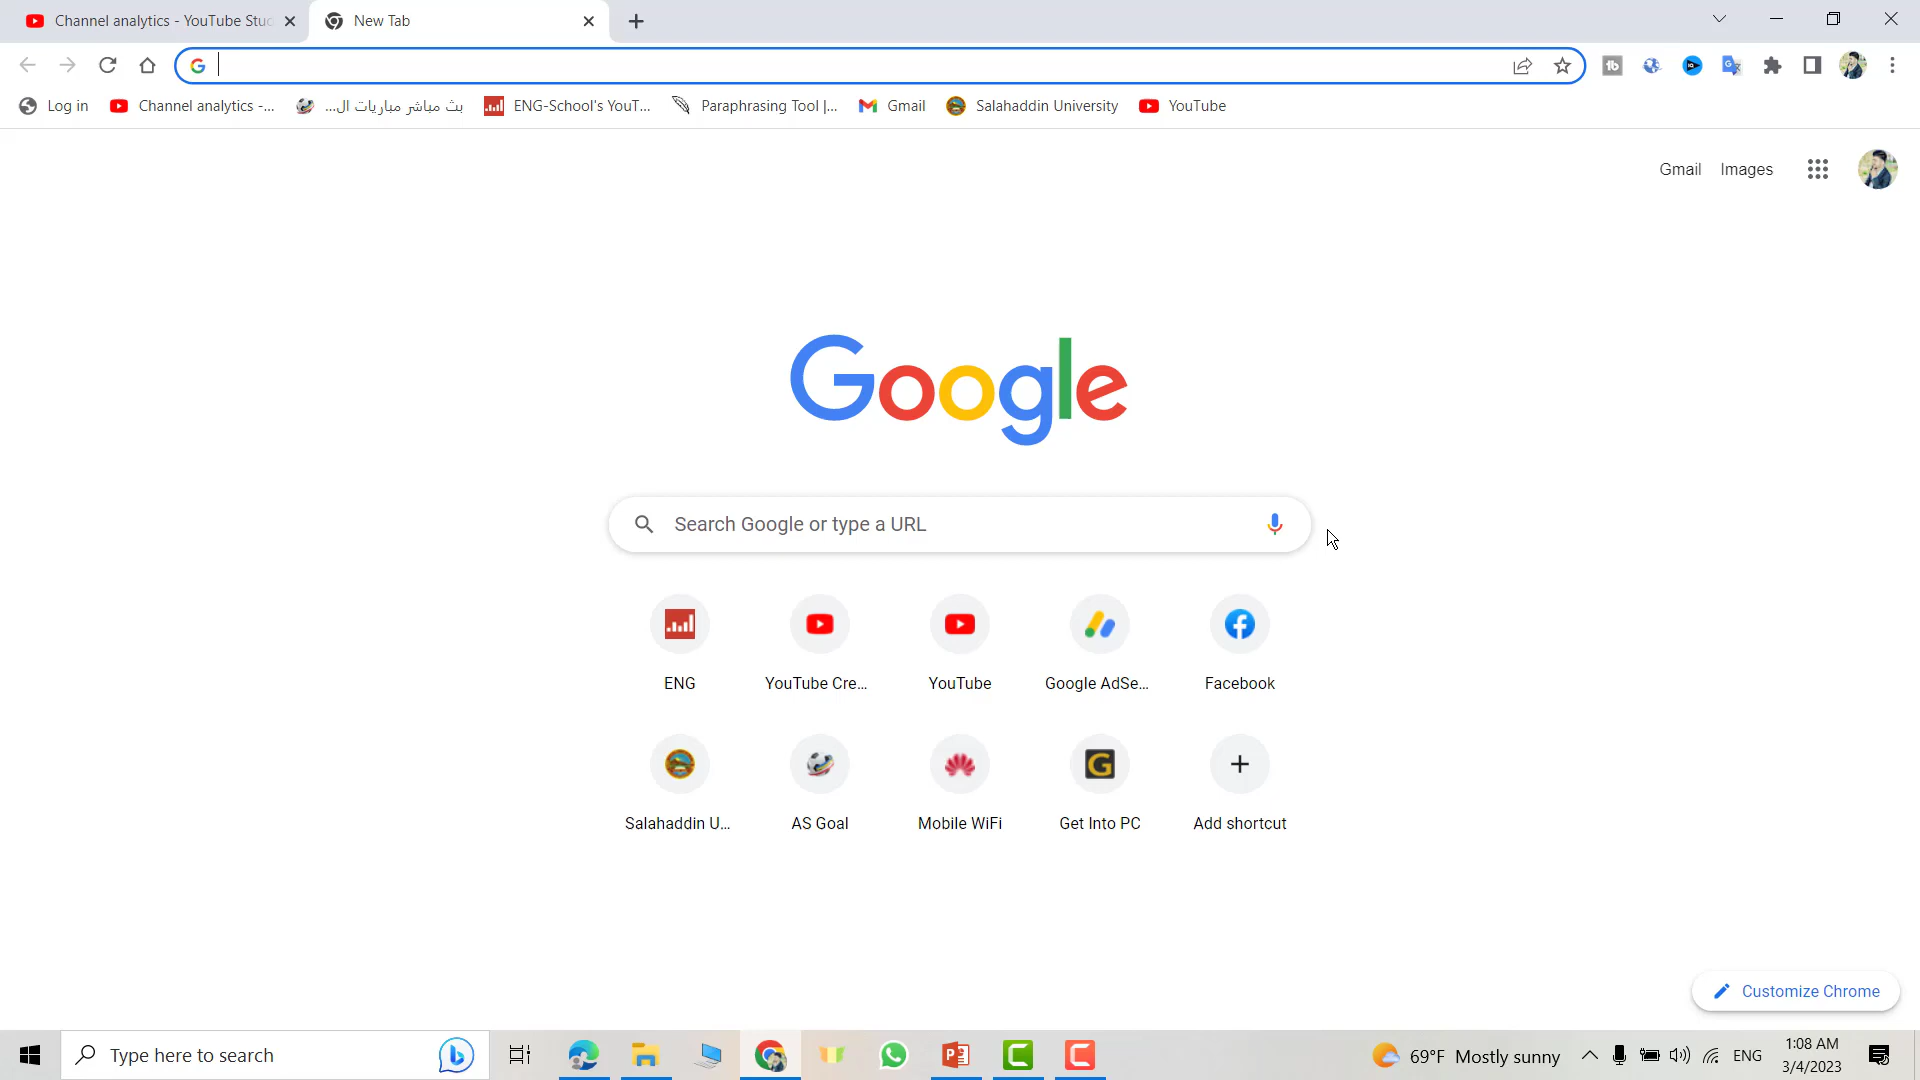 Channel analytics - YouTube Stud
New Tab
Log in
Channel analytics -...
بث مباشر مباريات ال...
ENG-School's YouT...
Paraphrasing Tool |...
Gmail
Salahaddin University
YouTube
Gmail
Images
Google
Search Google or type a URL
ENG
YouTube Cre...
YouTube
Google AdSe...
Facebook
Salahaddin U...
AS Goal
Mobile WiFi
Get Into PC
Add shortcut
Customize Chrome
Type here to search
69°F Mostly sunny
ENG
1:08 AM
3/4/2023